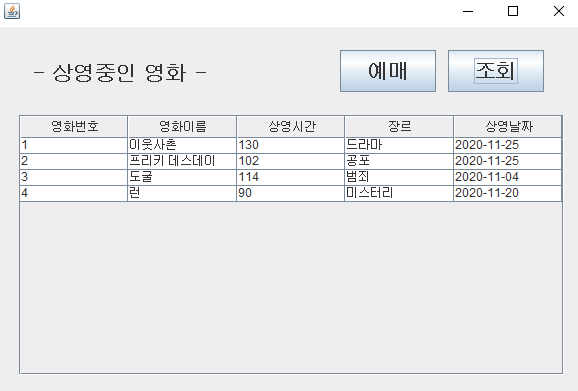 - 상영중인 영화 -
예매 조회
영화번호 영화이름 상영시간 장르 상영날짜
1 이웃사촌 130 드라마 2020-11-25
2 프리키 데스데이 102 공포 2020-11-25
3 도굴 114 범죄 2020-11-04
4 런 90 미스터리 2020-11-20